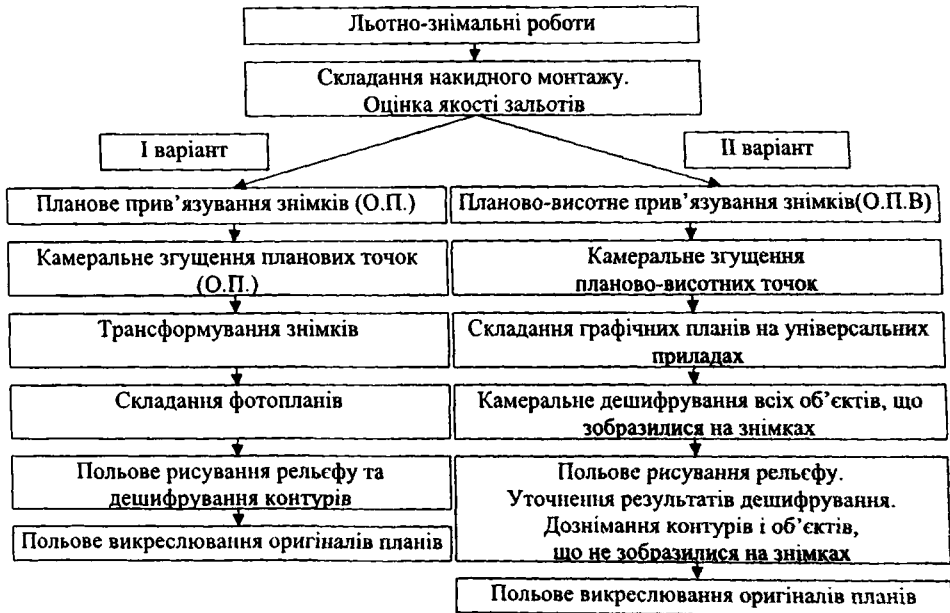 Льотно-знімальні роботи
Складання накидного монтажу.
Оцінка якості зальотів
І варіант
ІІ варіант
Планове прив’язування знімків (О.П.)
Камеральне згущення планових точок
(О.П.)
Трансформування знімків
Складання фотопланів
Польове рисування рельєфу та
дешифрування контурів
Польове викреслювання оригіналів планів
Планово-висотне прив’язування знімків(О.П.В)
Камеральне згущення
планово-висотних точок
Складання графічних планів на універсальних
приладах
Камеральне дешифрування всіх об’єктів, що
зобразилися на знімках
Польове рисування рельєфу.
Уточнення результатів дешифрування.
Дознімання контурів і об’єктів,
що не зобразилися на знімках
Польове викреслювання оригіналів планів